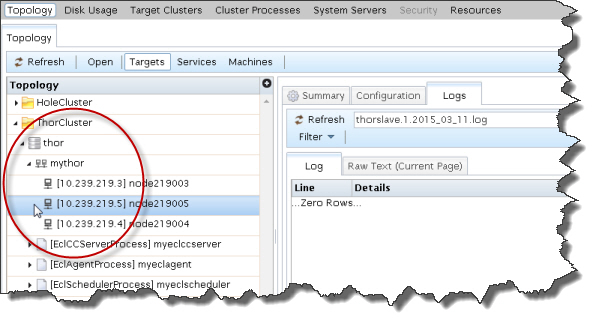 Topology Disk Usage Target Clusters Cluster Processes System Servers Security Resources
Topology
Refresh Open Targets Services Machines
Topology
HoleCluster
ThorCluster
thor
mythor
[10.239.219.3] node219003
[10.239.219.5] node219005
[10.239.219.4] node219004
[EclCCServerProcess] myeclccserver
[EclAgentProcess] myeclagent
[EclSchedulerProcess] myeclscheduler
Summary Configuration Logs
Refresh thorslave.1.2015_03_11.log
Filter
Log Raw Text (Current Page)
Line Details
...Zero Rows...